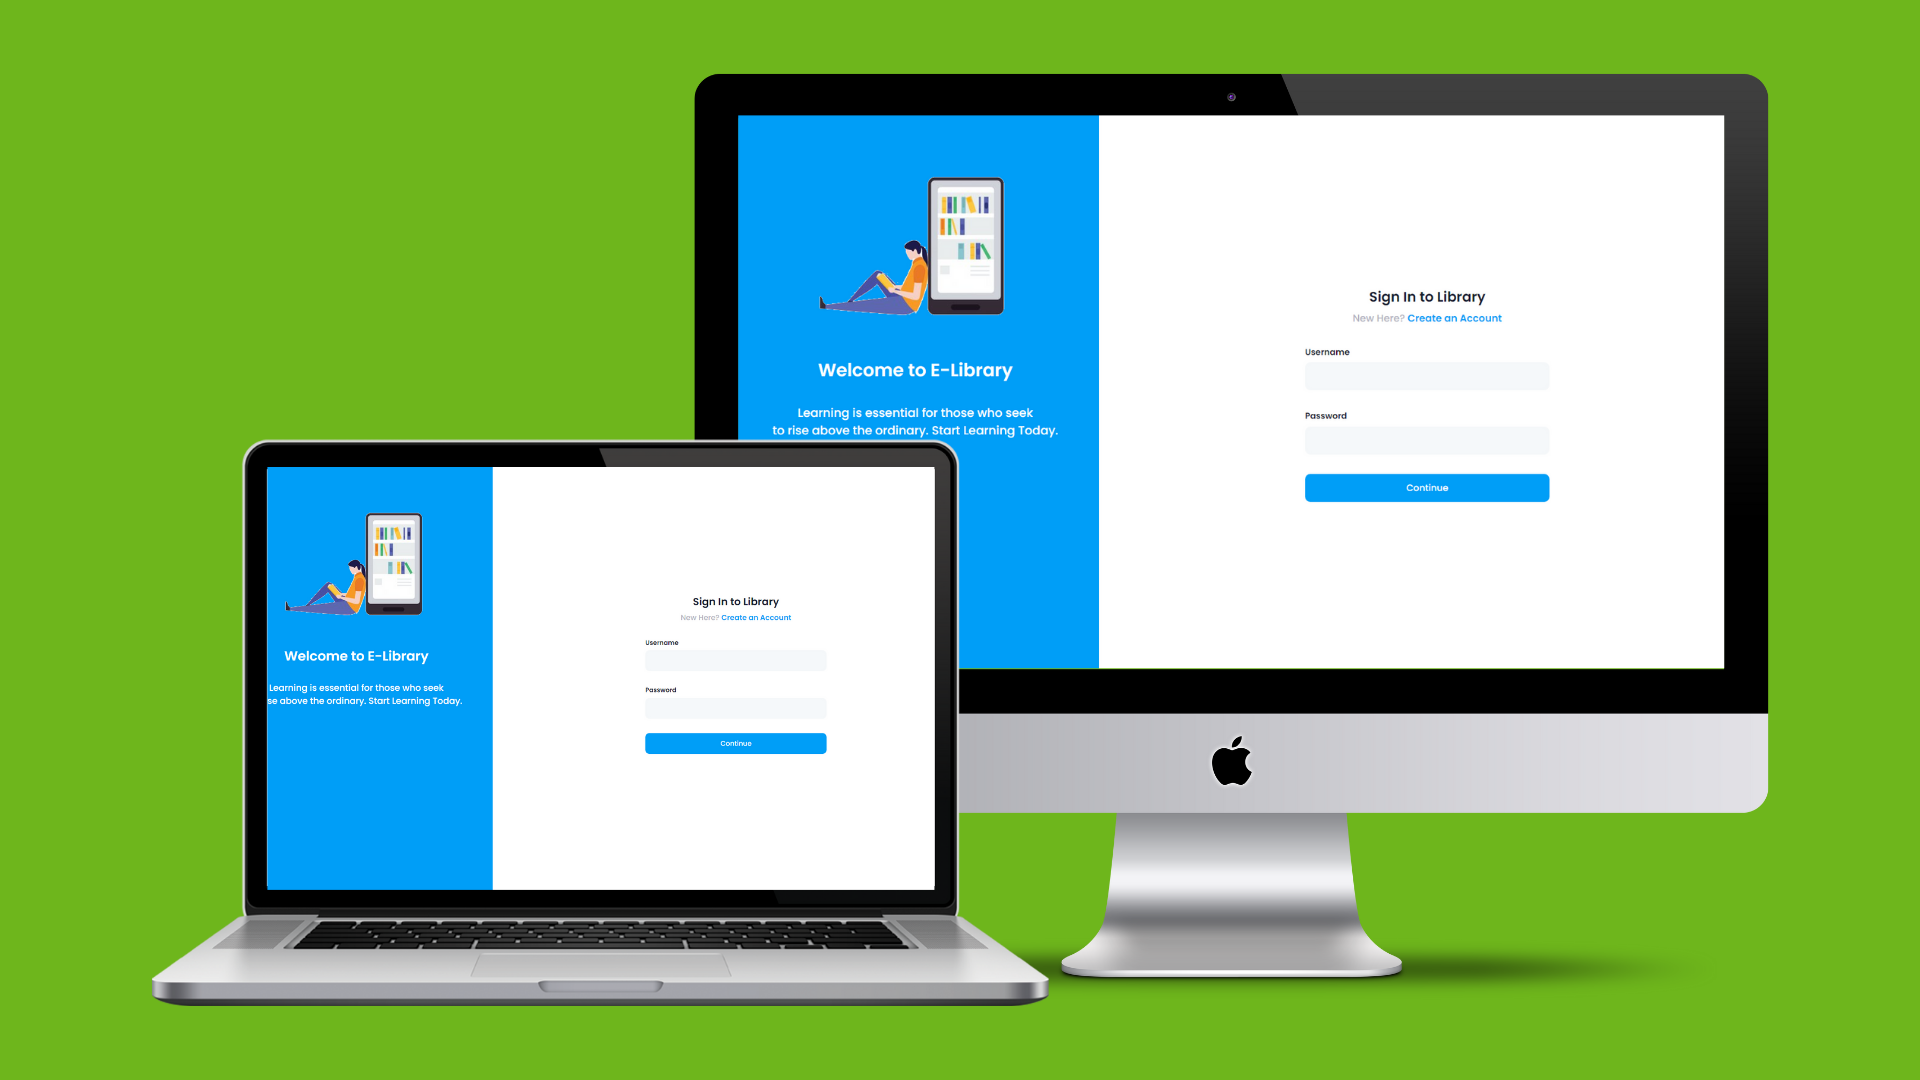 Welcome to E-Library
Learning is essential for those who seek
to rise above the ordinary. Start Learning Today.
Sign In to Library
New Here? Create an Account
Username
Password
Continue
Welcome to E-Library
Learning is essential for those who seek
se above the ordinary. Start Learning Today.
Sign In to Library
New Here? Create an Account
Username
Password
Continue